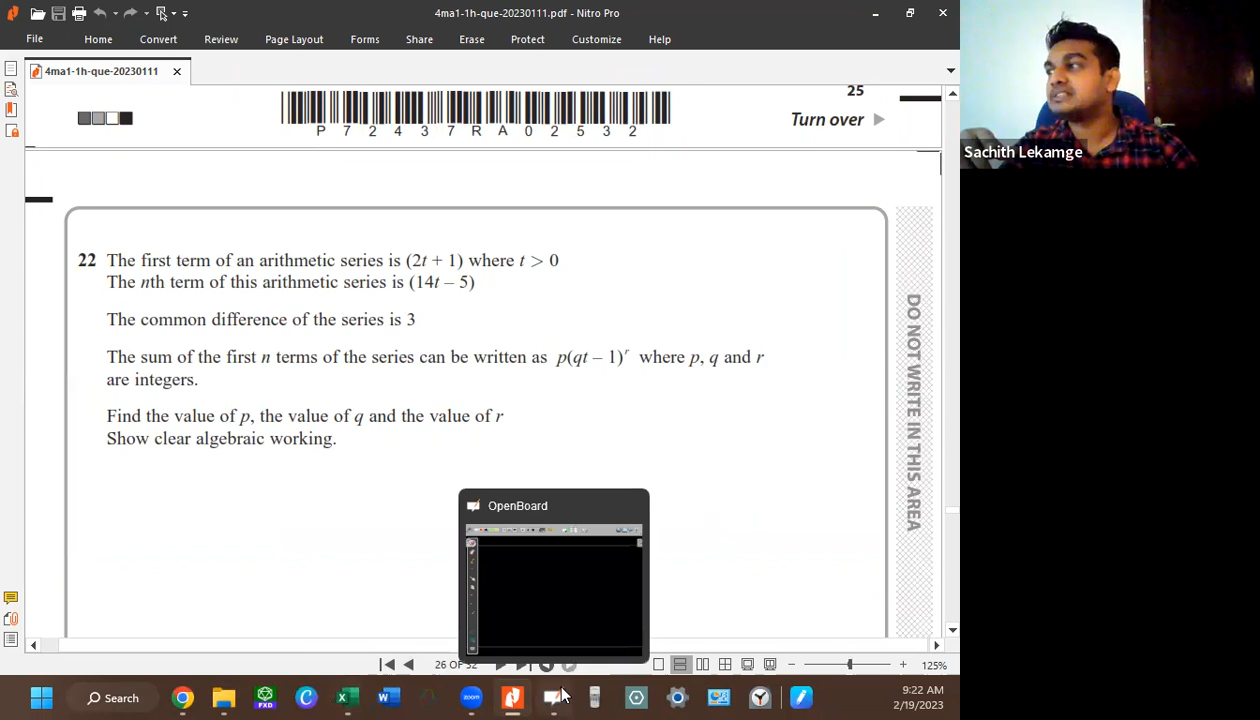 4ma1-1h-que-20230111.pdf - Nitro Pro
File Home Convert Review Page Layout Forms Share Erase Protect Customize Help
4ma1-1h-que-20230111
25
P 7 2 4 3 7 R A 0 2 5 3 2
Turn over
Sachith Lekamge
22 The first term of an arithmetic series is (2t + 1) where t > 0
The nth term of this arithmetic series is (14t – 5)
The common difference of the series is 3
The sum of the first n terms of the series can be written as p(qt – 1)^r where p, q and r
are integers.
Find the value of p, the value of q and the value of r
Show clear algebraic working.
DO NOT WRITE IN THIS AREA
OpenBoard
26 OF 32
125%
Search
FXD
9:22 AM
2/19/2023